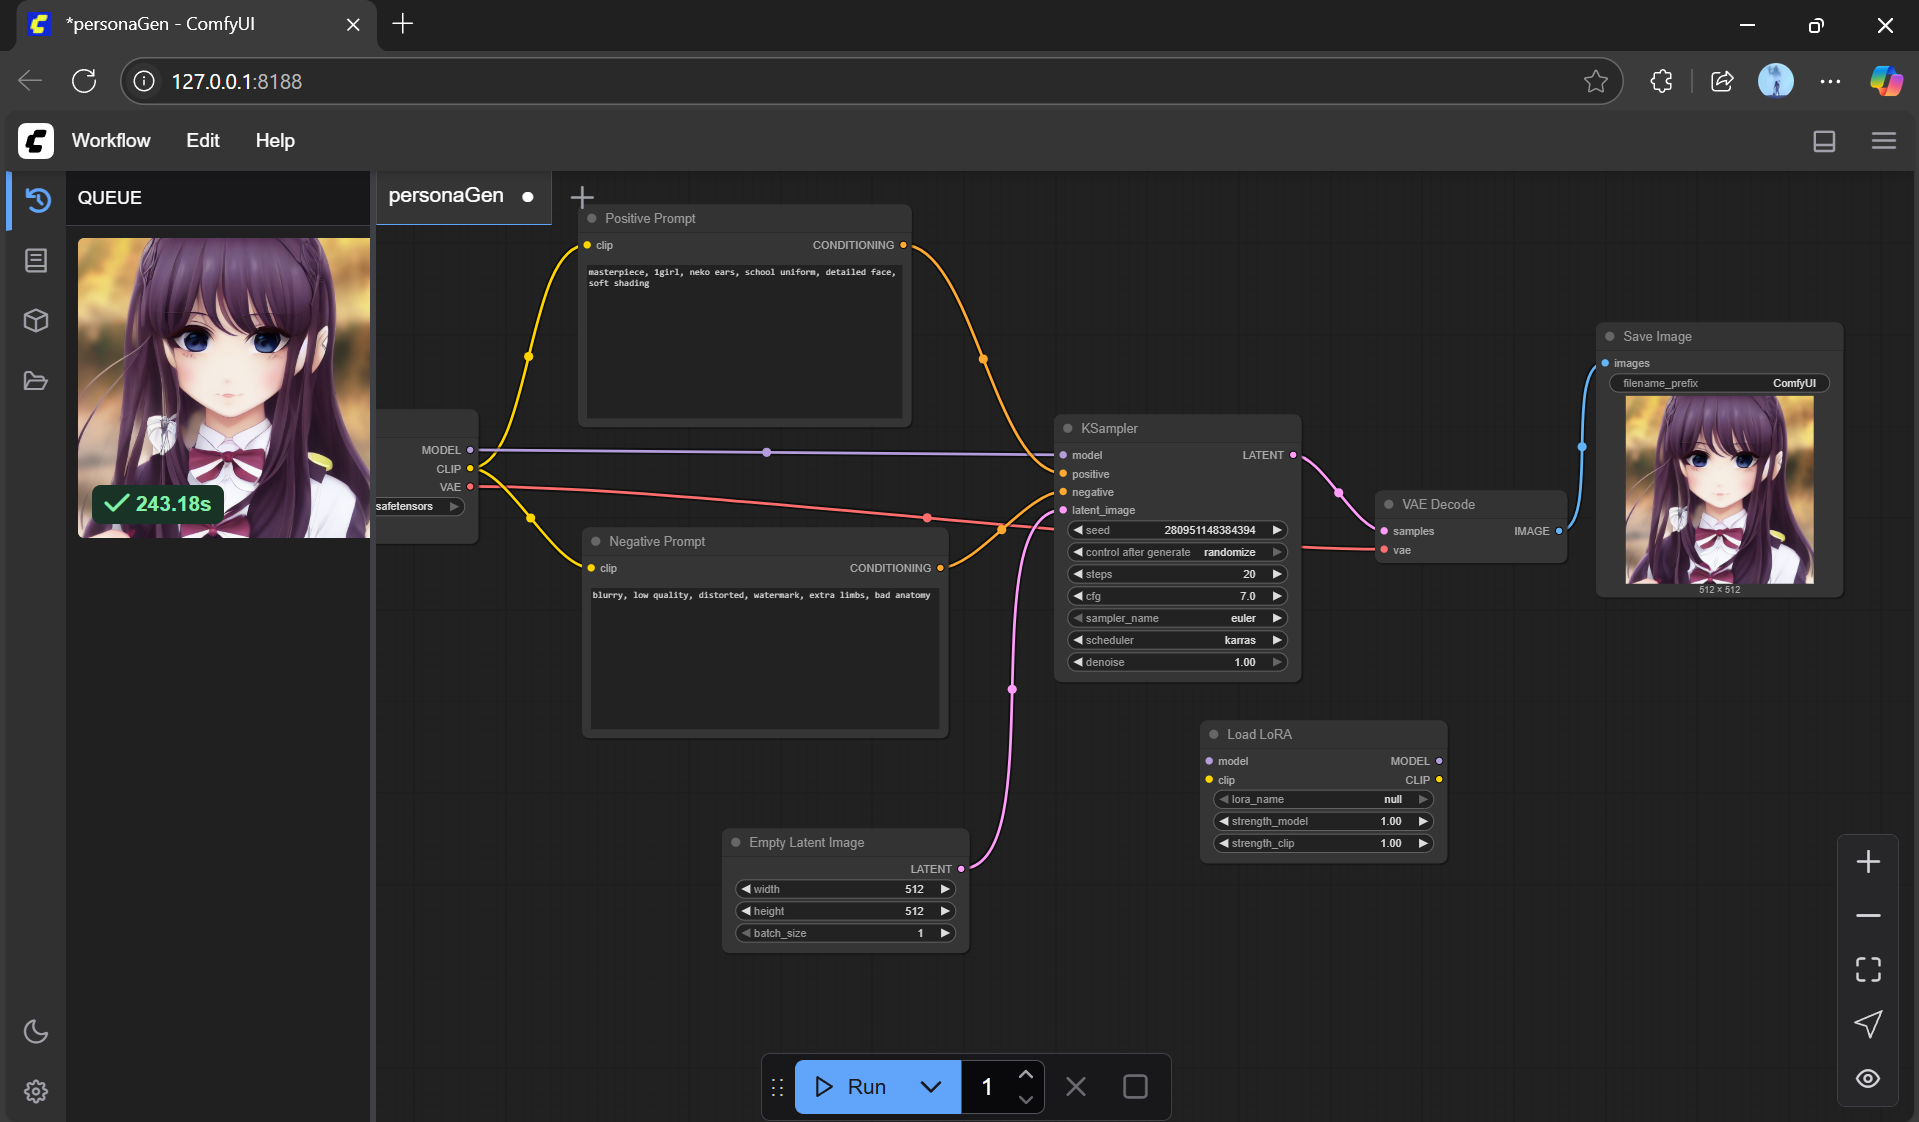 *personaGen - ComfyUI
127.0.0.1:8188
Workflow Edit Help
QUEUE
243.18s
personaGen
MODEL
CLIP
VAE
safetensors
Positive Prompt
clip CONDITIONING
masterpiece, 1girl, neko ears, school uniform, detailed face,
soft shading
Negative Prompt
clip CONDITIONING
blurry, low quality, distorted, watermark, extra limbs, bad anatomy
Empty Latent Image
LATENT
width 512
height 512
batch_size 1
KSampler
model LATENT
positive
negative
latent_image
seed 280951148384394
control after generate randomize
steps 20
cfg 7.0
sampler_name euler
scheduler karras
denoise 1.00
Load LoRA
model MODEL
clip CLIP
lora_name null
strength_model 1.00
strength_clip 1.00
VAE Decode
samples IMAGE
vae
Save Image
images
filename_prefix ComfyUI
512 × 512
Run 1